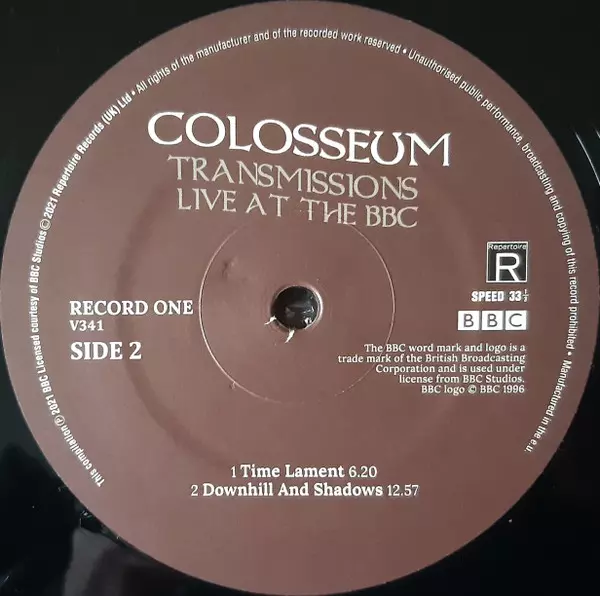 This compilation ℗ 2021 BBC Licensed courtesy of BBC Studios © 2021 Repertoire Records (UK) Ltd • All rights of the manufacturer and of the recorded work reserved • Unauthorised public performance, broadcasting and copying of this record prohibited • Manufactured in the e.u.
COLOSSEUM
TRANSMISSIONS
LIVE AT THE BBC
Repertoire
R
SPEED 33 1/3
RECORD ONE
V341
SIDE 2
BBC
The BBC word mark and logo is a
trade mark of the British Broadcasting
Corporation and is used under
license from BBC Studios.
BBC logo © BBC 1996
1 Time Lament 6.20
2 Downhill And Shadows 12.57